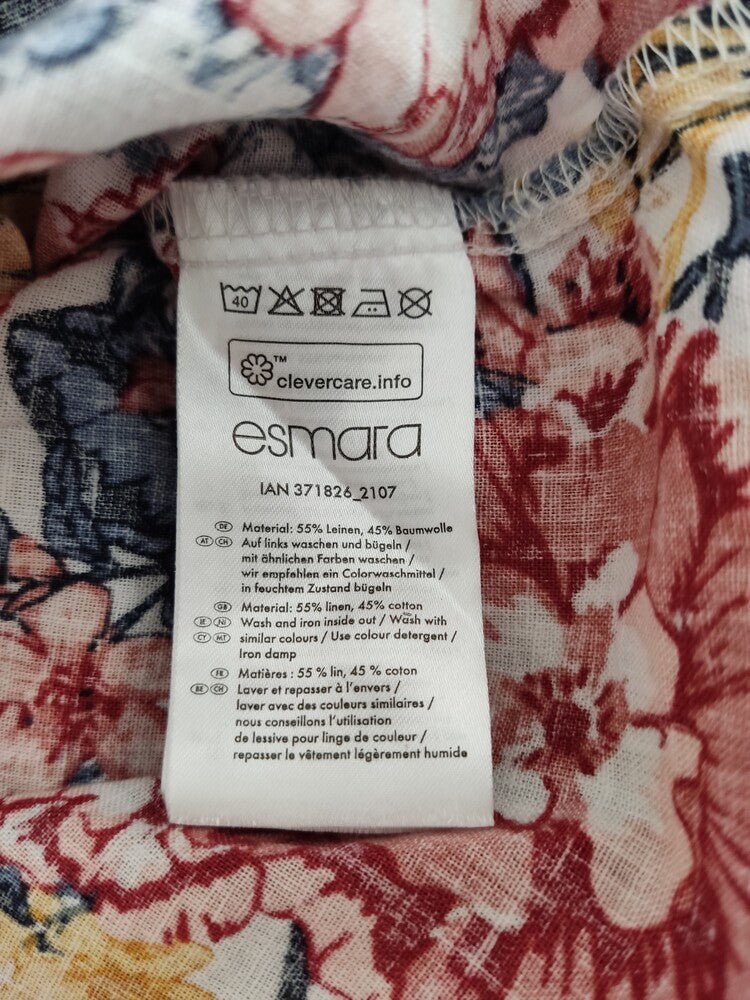 40
™
clevercare.info
esmara
IAN 371826_2107
DE Material: 55% Leinen, 45% Baumwolle
AT CH Auf links waschen und bügeln /
mit ähnlichen Farben waschen /
wir empfehlen ein Colorwaschmittel /
in feuchtem Zustand bügeln
GB Material: 55% linen, 45% cotton
IE NI Wash and iron inside out / Wash with
CY MT similar colours / Use colour detergent /
Iron damp
FR Matières : 55 % lin, 45 % coton
BE CH Laver et repasser à l'envers /
laver avec des couleurs similaires /
nous conseillons l'utilisation
de lessive pour linge de couleur /
repasser le vêtement légèrement humide